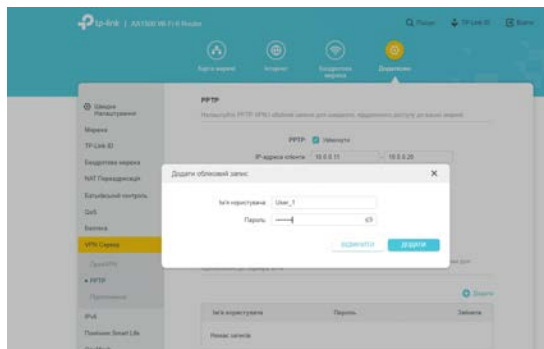 tp-link | AX1500 Wi-Fi 6 Router
Пошук
TP-Link ID
Вийти
Карта мережі
Інтернет
Бездротова мережа
Додатково
Швидке Налаштування
Мережа
TP-Link ID
Бездротова мережа
NAT Переадресація
Батьківський контроль
QoS
Безпека
VPN Сервер
OpenVPN
PPTP
IPv6
Помічник Smart Life
PPTP
PPTP:
Увімкнути
IP-адреса клієнта:
10.0.0.11
-
10.0.0.20
Додати обліковий запис
Ім'я користувача:
User_1
Пароль:
ВІДМІНИТИ
ДОДАТИ
Додати
Ім'я користувача
Пароль
Змінити
Немає записів